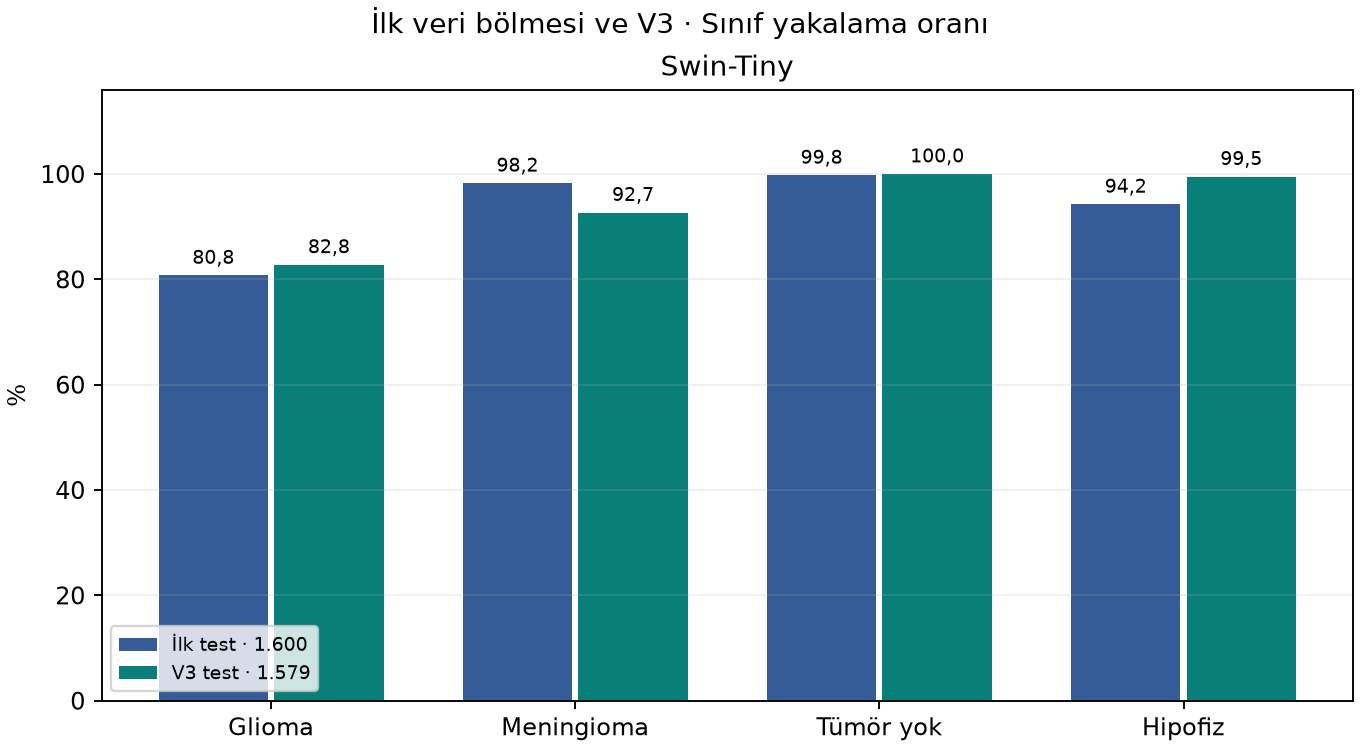 İlk veri bölmesi ve V3 · Sınıf yakalama oranı
Swin-Tiny
%
100
80
60
40
20
0
80,8
82,8
98,2
92,7
99,8
100,0
94,2
99,5
İlk test · 1.600
V3 test · 1.579
Glioma
Meningioma
Tümör yok
Hipofiz